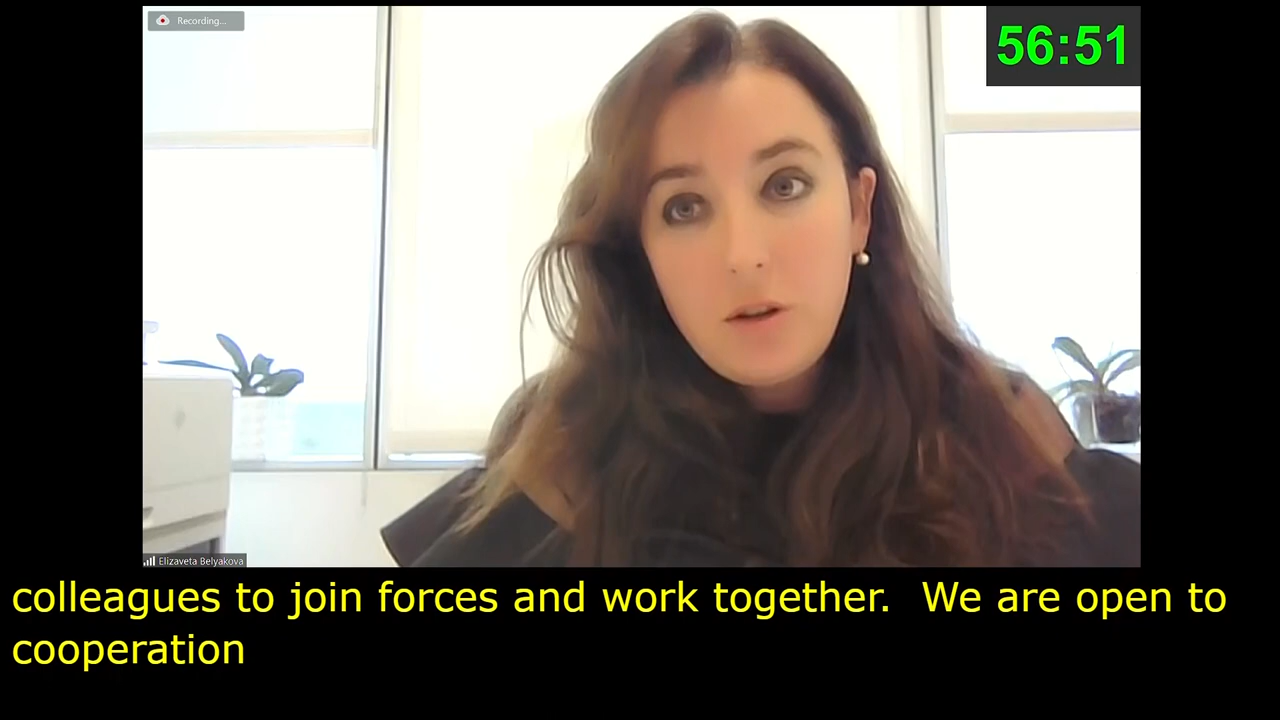 Recording...
56:51
Elizaveta Belyakova
colleagues to join forces and work together.  We are open to
cooperation